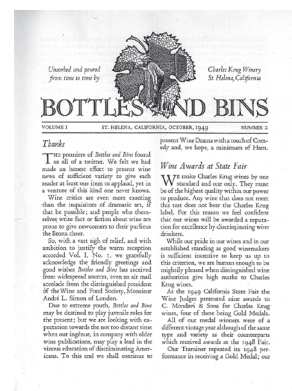 Uncorked and poured
from time to time by
Charles Krug Winery
St. Helena, California
BOTTLES AND BINS
VOLUME I ST. HELENA, CALIFORNIA, OCTOBER, 1949 NUMBER 2
Thanks
THE premiere of Bottles and Bins found
us all of a twitter. We felt we had
made an honest effort to present wine
news of sufficient variety to give each
reader at least one item to applaud, yet in
a venture of this kind one never knows.
Wine critics are even more exacting
than the requisites of dramatic art, if
that be possible; and people who them-
selves write fact or fiction about wine are
prone to give newcomers to their purlieus
the Bronx cheer.
So, with a vast sigh of relief, and with
ambition to justify the warm reception
accorded Vol. I, No. 1, we gratefully
acknowledge the friendly greetings and
good wishes Bottles and Bins has received
from widespread sources, even an air mail
accolade from the distinguished president
of the Wine and Food Society, Monsieur
André L. Simon of London.
Due to extreme youth, Bottles and Bins
may be destined to play juvenile roles for
the present; but we are looking with ex-
pectation towards the not too distant time
when our ingénue, in company with older
wine publications, may play a lead in the
vinous education of discriminating Amer-
icans. To this end we shall continue to
present Wine Drama with a touch of Com-
edy and, we hope, a minimum of Ham.
Wine Awards at State Fair
WE make Charles Krug wines by one
standard and one only. They must
be of the highest quality within our power
to produce. Any wine that does not meet
that test does not bear the Charles Krug
label. For this reason we feel confident
that our wines will be awarded a reputa-
tion for excellence by discriminating wine
drinkers.
While our pride in our wines and in our
established standing as good winemakers
is sufficient incentive to keep us up to
this criterion, we are human enough to be
mightily pleased when distinguished wine
authorities give high marks to Charles
Krug wines.
At the 1949 California State Fair the
Wine Judges presented nine awards to
C. Mondavi & Sons for Charles Krug
wines, four of these being Gold Medals.
All of our medal winners were of a
different vintage year although of the same
type and variety as their counterparts
which received awards at the 1948 Fair.
Our Traminer repeated its 1948 per-
formance in receiving a Gold Medal; our